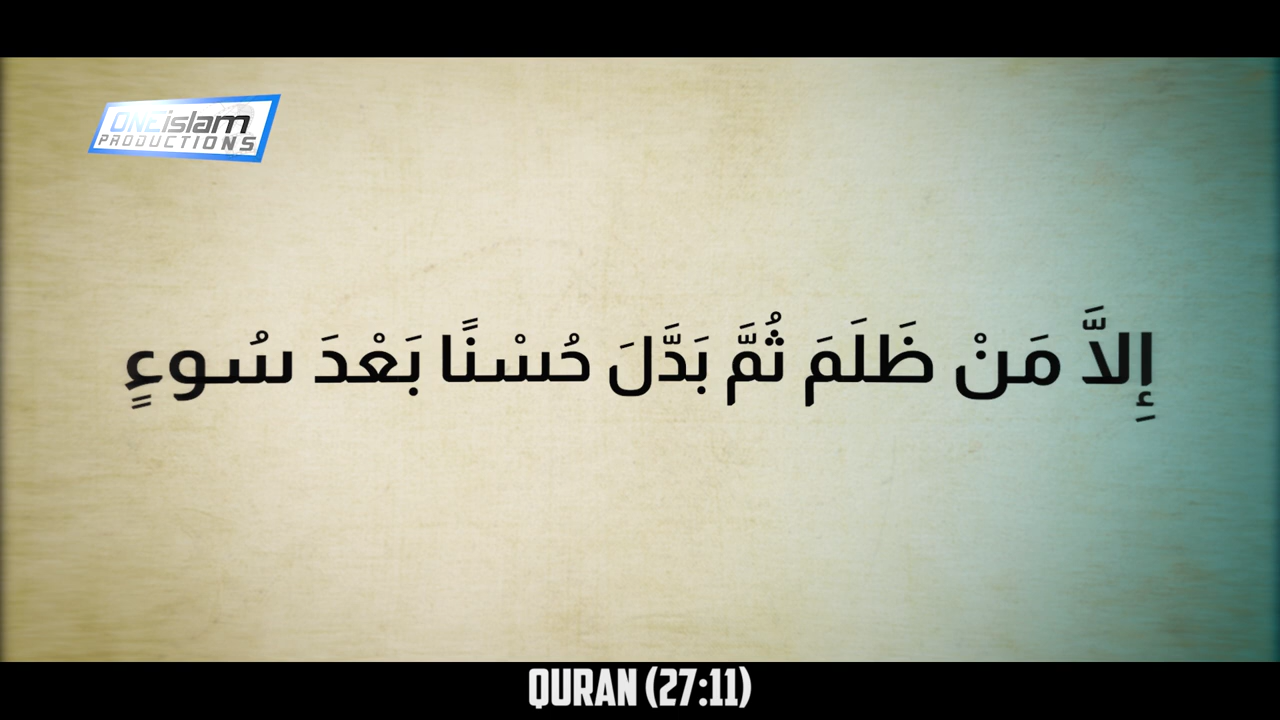 ONEislam
PRODUCTIONS
إِلاَّ مَنْ ظَلَمَ ثُمَّ بَدَّلَ حُسْنًا بَعْدَ سُوءٍ
QURAN (27:11)